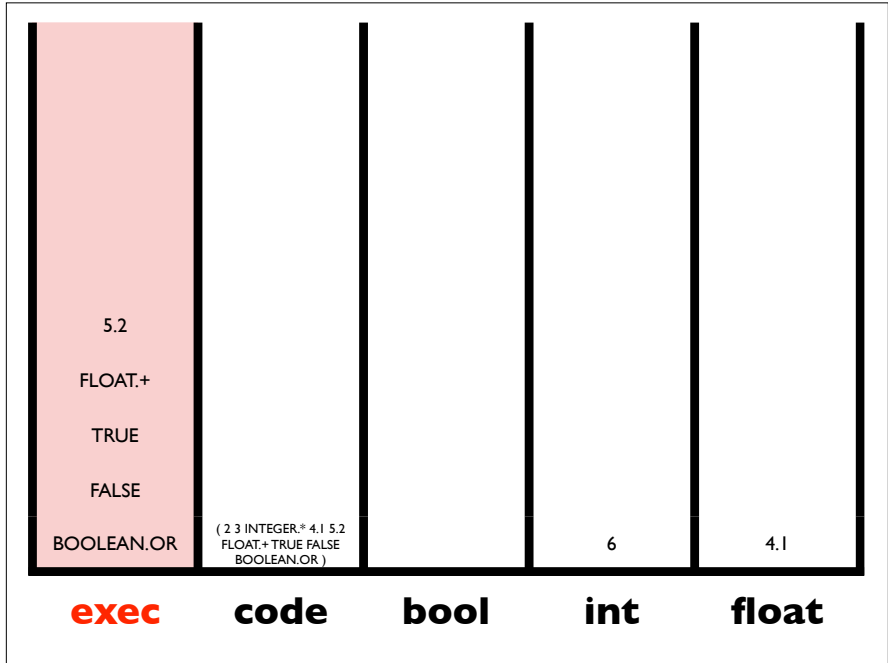 5.2
FLOAT.+
TRUE
FALSE
BOOLEAN.OR
( 2 3 INTEGER.* 4.1 5.2
FLOAT.+ TRUE FALSE
BOOLEAN.OR )
6
4.1
exec
code
bool
int
float